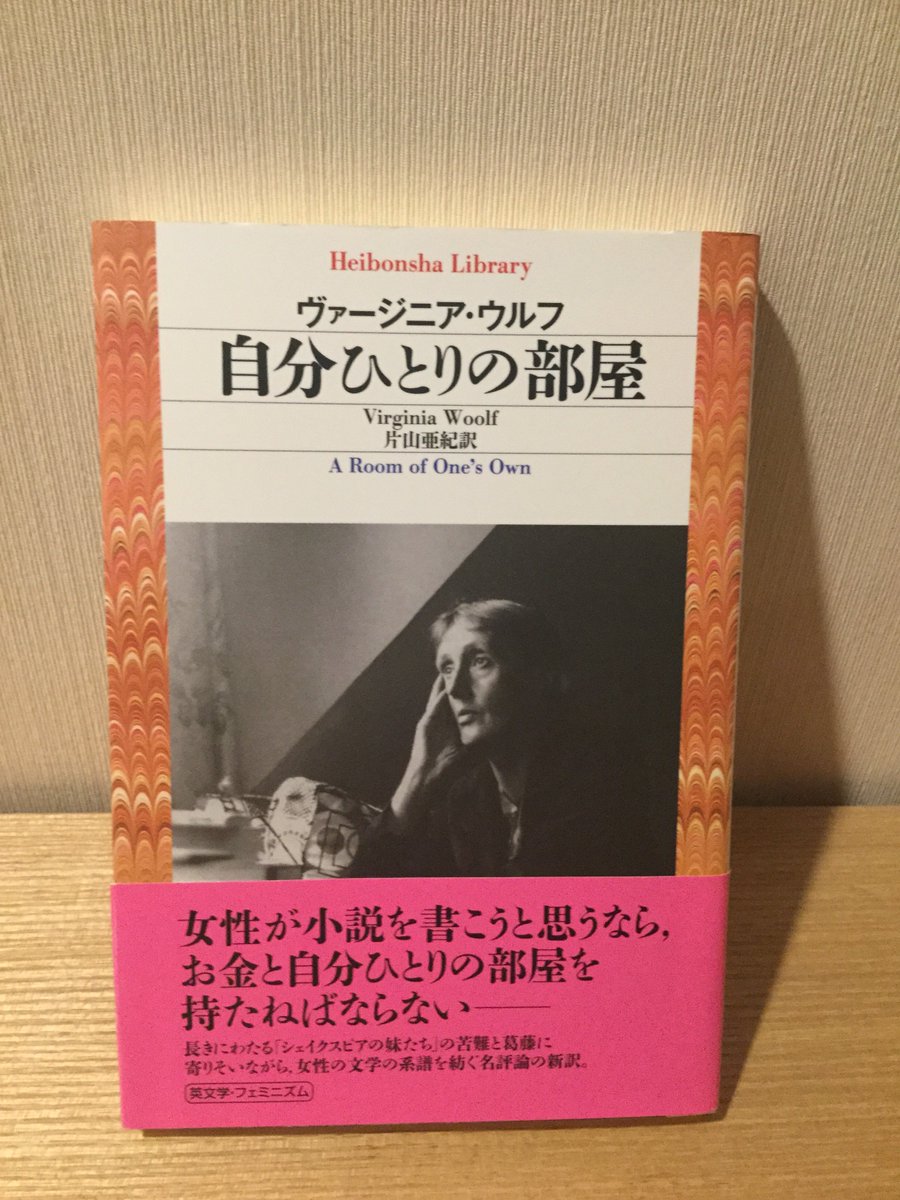 Heibonsha Library
ヴァージニア・ウルフ
自分ひとりの部屋
Virginia Woolf
片山亜紀訳
A Room of One's Own
女性が小説を書こうと思うなら，
お金と自分ひとりの部屋を
持たねばならない――
長きにわたる「シェイクスピアの妹たち」の苦難と葛藤に
寄りそいながら，女性の文学の系譜を紡ぐ名評論の新訳。
英文学・フェミニズム